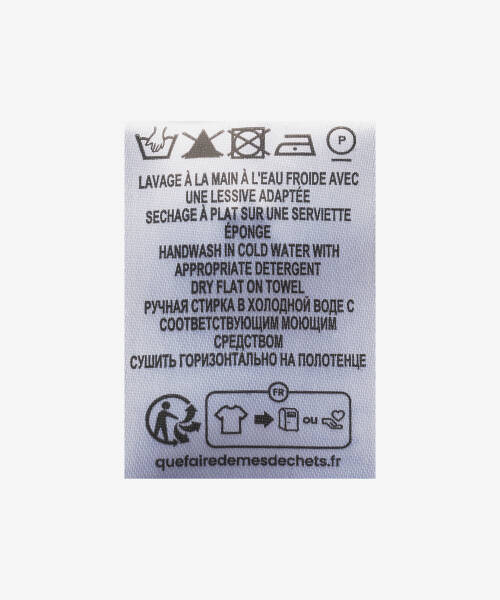 P
LAVAGE À LA MAIN À L'EAU FROIDE AVEC
UNE LESSIVE ADAPTÉE
SECHAGE À PLAT SUR UNE SERVIETTE
ÉPONGE
HANDWASH IN COLD WATER WITH
APPROPRIATE DETERGENT
DRY FLAT ON TOWEL
РУЧНАЯ СТИРКА В ХОЛОДНОЙ ВОДЕ С
СООТВЕТСТВУЮЩИМ МОЮЩИМ
СРЕДСТВОМ
СУШИТЬ ГОРИЗОНТАЛЬНО НА ПОЛОТЕНЦЕ
FR
OU
quefairedemesdechets.fr